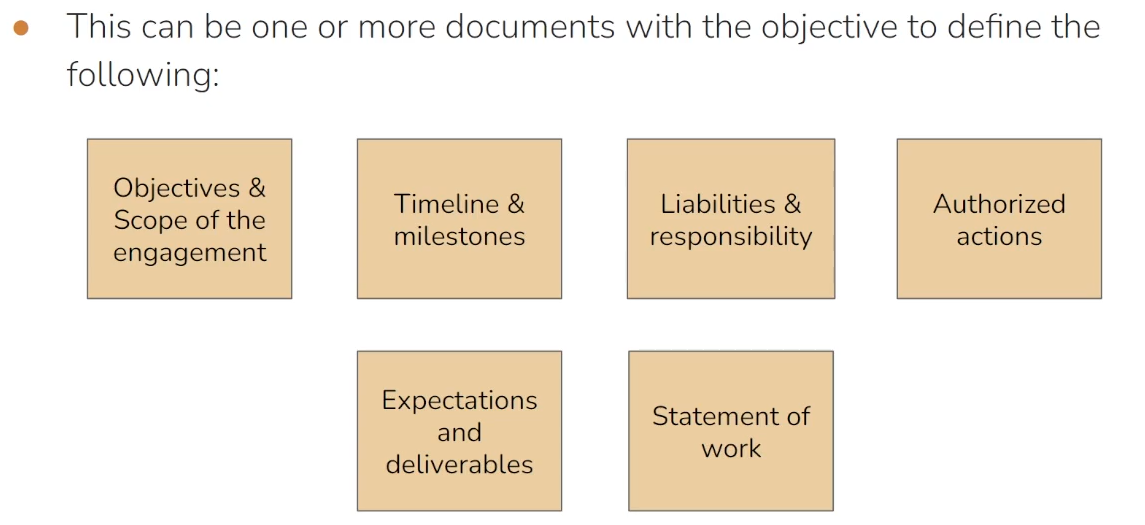 This can be one or more documents with the objective to define the
following:
Objectives &
Scope of the
engagement
Timeline &
milestones
Liabilities &
responsibility
Authorized
actions
Expectations
and
deliverables
Statement of
work